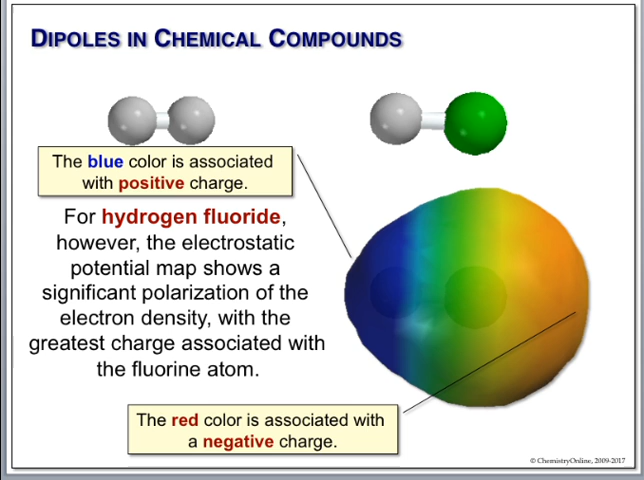 DIPOLES IN CHEMICAL COMPOUNDS
The blue color is associated
with positive charge.
For hydrogen fluoride,
however, the electrostatic
potential map shows a
significant polarization of the
electron density, with the
greatest charge associated with
the fluorine atom.
The red color is associated with
a negative charge.
© ChemistryOnline, 2009-2017